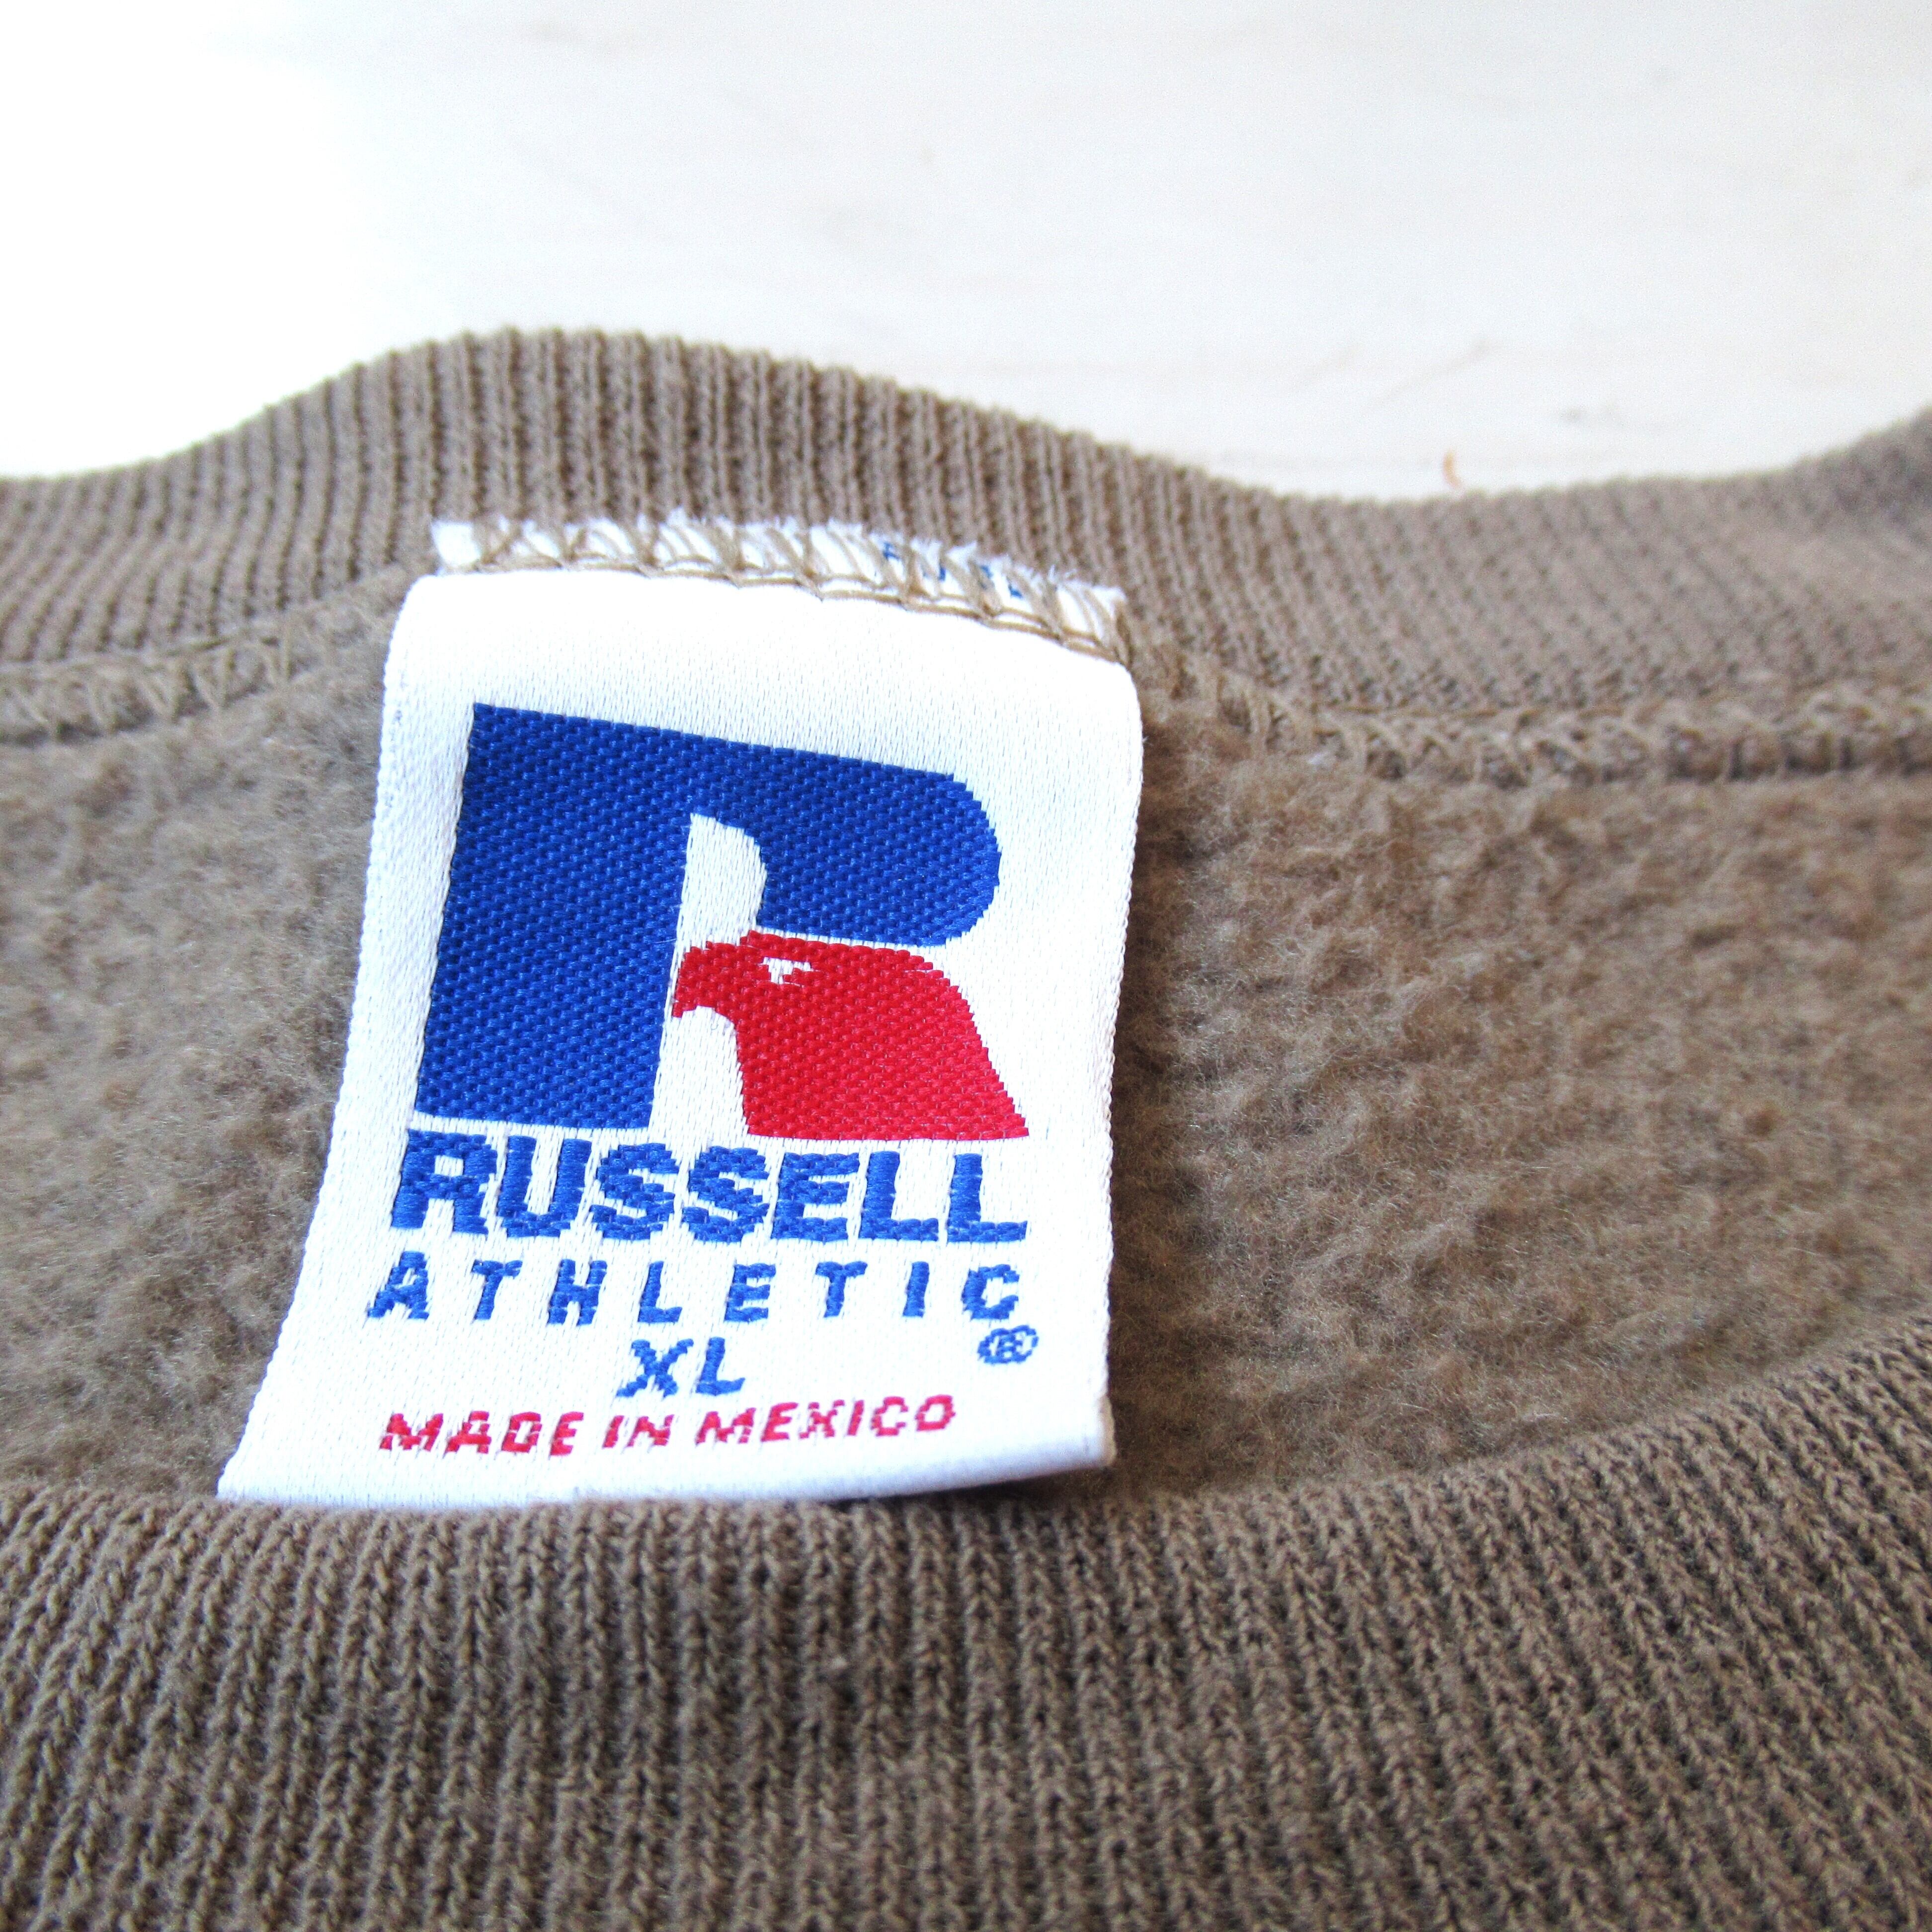 RUSSELL
ATHLETIC
XL ®
MADE IN MEXICO